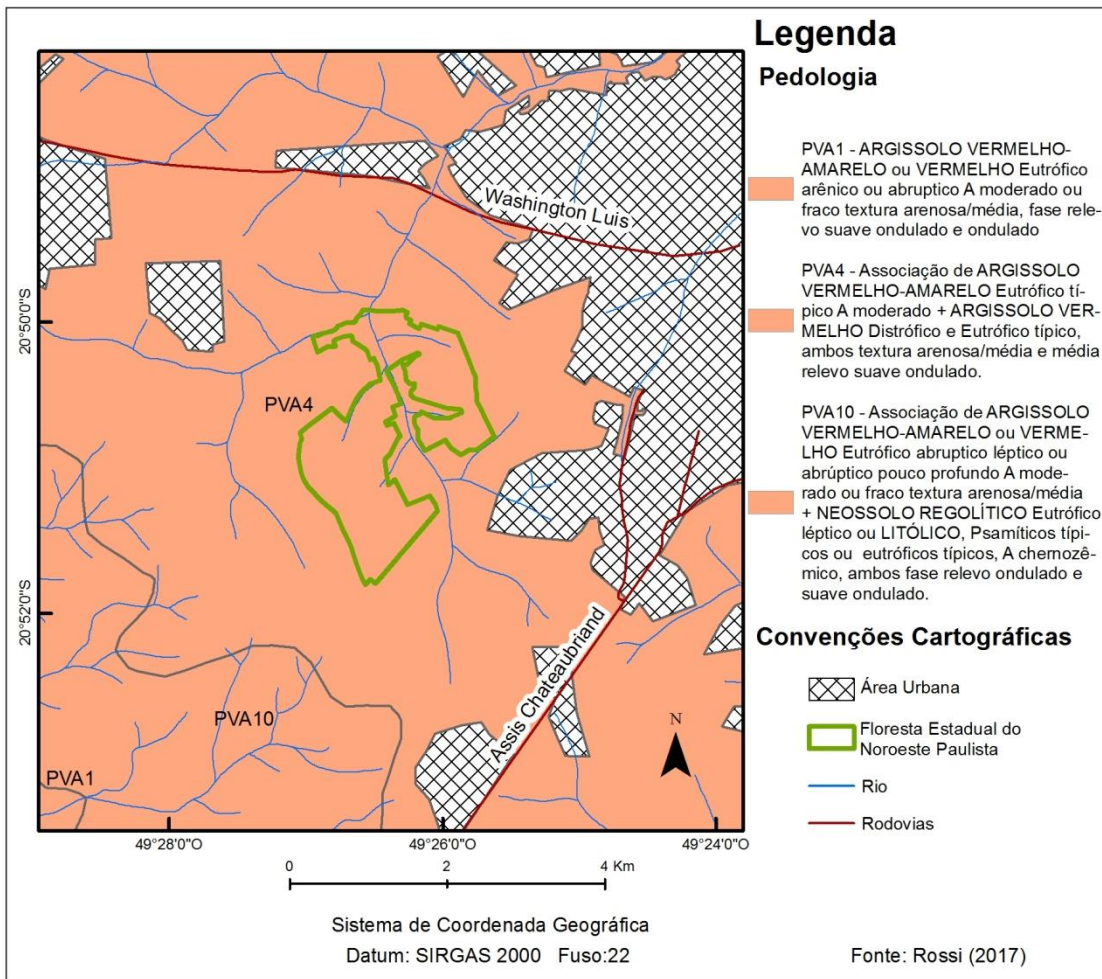 Legenda
Pedologia
PVA1 - ARGISSOLO VERMELHO-
AMARELO ou VERMELHO Eutrófico
arênico ou abruptico A moderado ou
fraco textura arenosa/média, fase rele-
vo suave ondulado e ondulado
PVA4 - Associação de ARGISSOLO
VERMELHO-AMARELO Eutrófico tí-
pico A moderado + ARGISSOLO VER-
MELHO Distrófico e Eutrófico típico,
ambos textura arenosa/média e média
relevo suave ondulado.
PVA10 - Associação de ARGISSOLO
VERMELHO-AMARELO ou VERME-
LHO Eutrófico abruptico léptico ou
abrúptico pouco profundo A mode-
rado ou fraco textura arenosa/média
+ NEOSSOLO REGOLÍTICO Eutrófico
léptico ou LITÓLICO, Psamíticos típi-
cos ou eutróficos típicos, A chernozê-
mico, ambos fase relevo ondulado e
suave ondulado.
Convenções Cartográficas
Área Urbana
Floresta Estadual do
Noroeste Paulista
Rio
Rodovias
Washington Luis
20°50'0"S
PVA4
20°52'0"S
Assis Chateaubriand
PVA10
PVA1
N
49°28'0"O
49°26'0"O
49°24'0"O
0 2 4 Km
Sistema de Coordenada Geográfica
Datum: SIRGAS 2000 Fuso:22
Fonte: Rossi (2017)